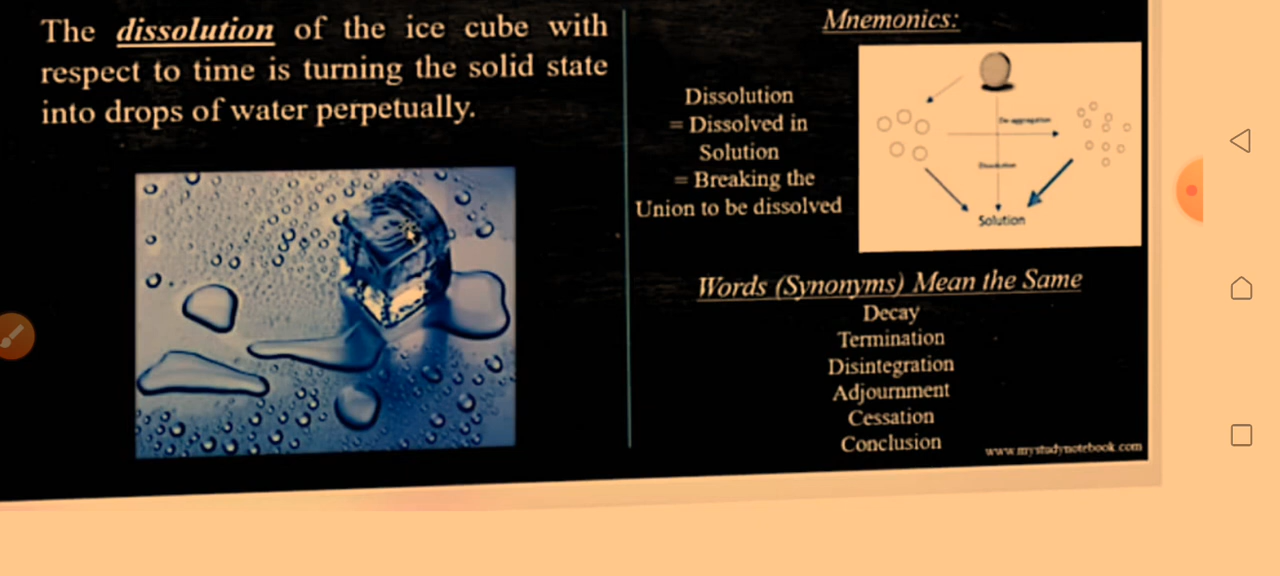 The dissolution of the ice cube with
respect to time is turning the solid state
into drops of water perpetually.
Mnemonics:
Dissolution
= Dissolved in
Solution
= Breaking the
Union to be dissolved
Solution
Words (Synonyms) Mean the Same
Decay
Termination
Disintegration
Adjournment
Cessation
Conclusion
www.mystudynotebook.com